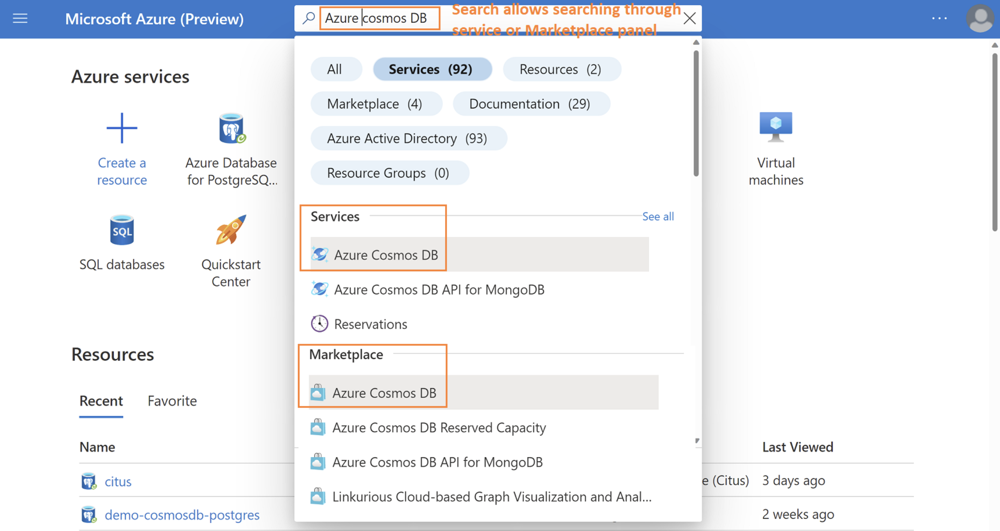 Microsoft Azure (Preview)
Azure cosmos DB
Search allows searching through
service or Marketplace panel
All
Services (92)
Resources (2)
Marketplace (4)
Documentation (29)
Azure Active Directory (93)
Resource Groups (0)
Azure services
Create a
resource
Azure Database
for PostgreSQ...
SQL
SQL databases
Quickstart
Center
Virtual
machines
Services
See all
Azure Cosmos DB
Azure Cosmos DB API for MongoDB
Reservations
Marketplace
Azure Cosmos DB
Azure Cosmos DB Reserved Capacity
Azure Cosmos DB API for MongoDB
Linkurious Cloud-based Graph Visualization and Anal...
Resources
Recent
Favorite
Name
Last Viewed
citus
e (Citus)
3 days ago
demo-cosmosdb-postgres
2 weeks ago